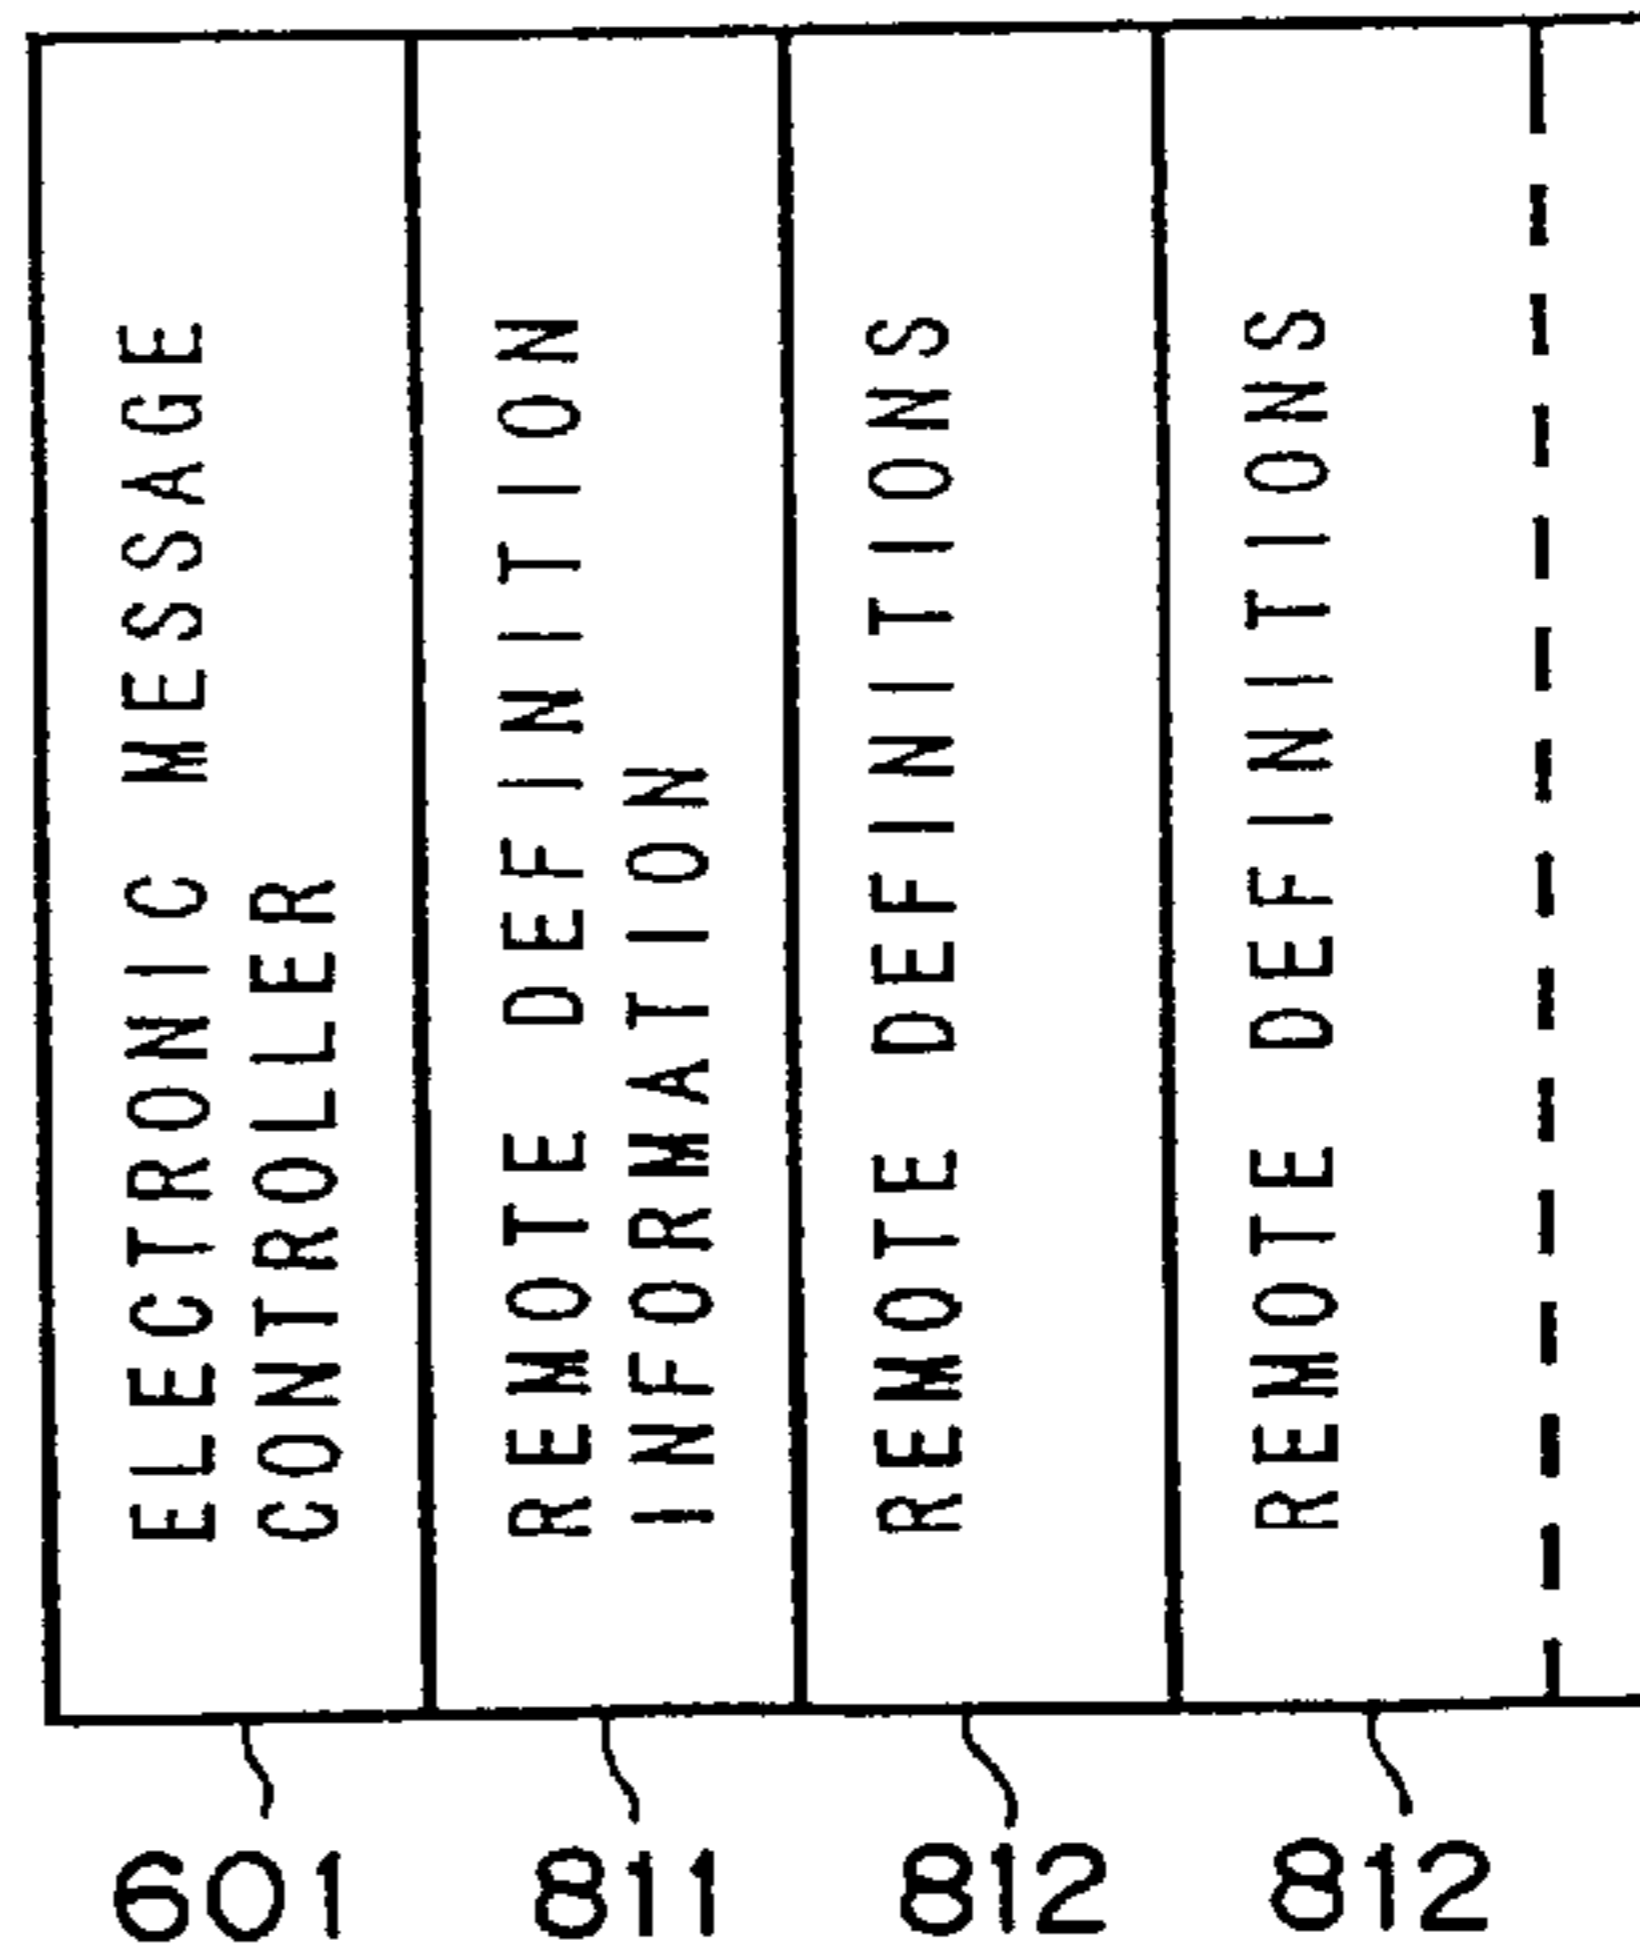 ELECTRONIC MESSAGE
CONTROLLER
REMOTE DEFINITION
INFORMATION
REMOTE DEFINITIONS
REMOTE DEFINITIONS
601 811 812 812